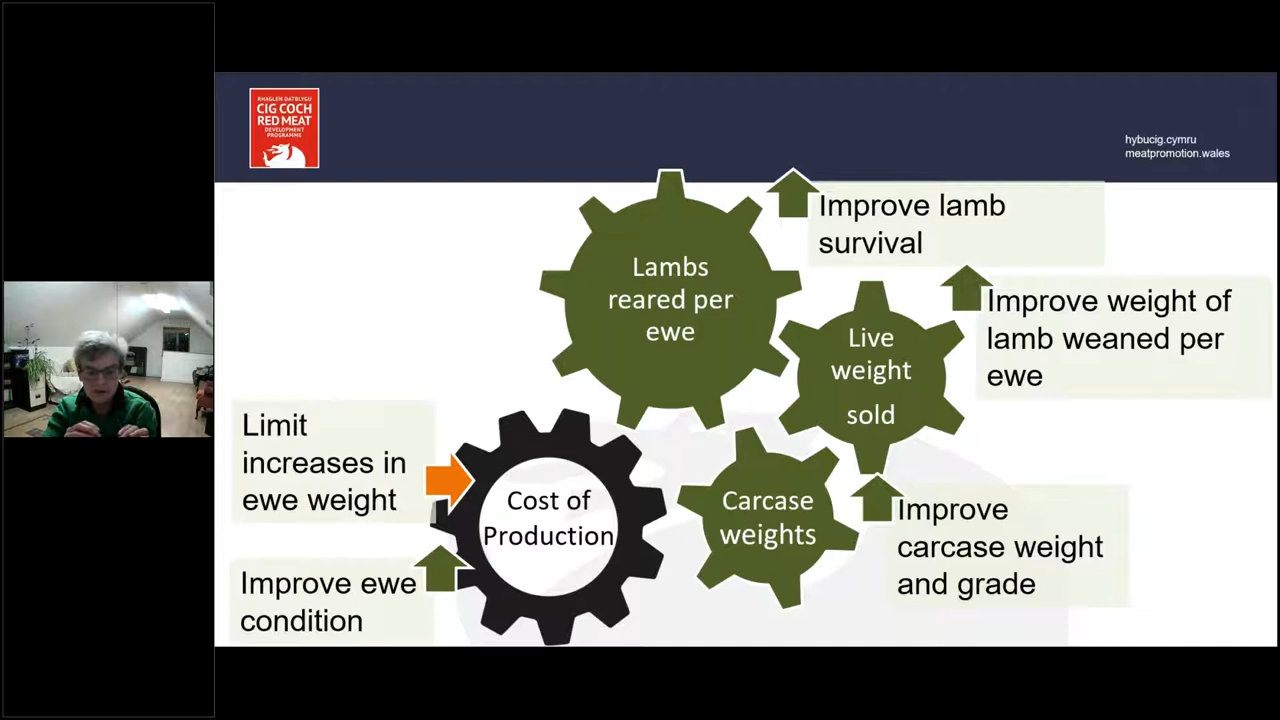 RHAGLEN DATBLYGU
CIG COCH
RED MEAT
DEVELOPMENT
PROGRAMME
hybucig.cymru
meatpromotion.wales
Improve lamb
survival
Lambs
reared per
ewe
Improve weight of
lamb weaned per
ewe
Live
weight
sold
Limit
increases in
ewe weight
Cost of
Production
Carcase
weights
Improve
carcase weight
and grade
Improve ewe
condition